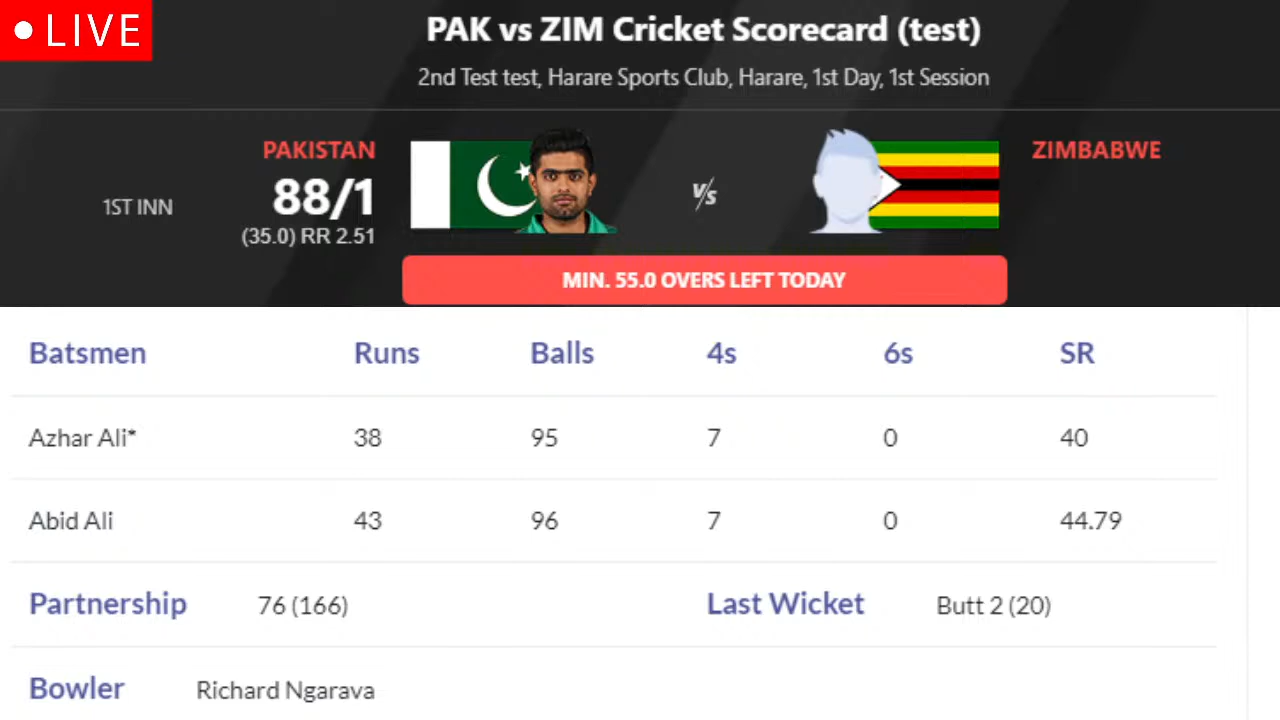 LIVE
PAK vs ZIM Cricket Scorecard (test)
2nd Test test, Harare Sports Club, Harare, 1st Day, 1st Session
PAKISTAN
1ST INN
88/1
(35.0) RR 2.51
V/S
ZIMBABWE
MIN. 55.0 OVERS LEFT TODAY
Batsmen Runs Balls 4s 6s SR
Azhar Ali* 38 95 7 0 40
Abid Ali 43 96 7 0 44.79
Partnership 76 (166) Last Wicket Butt 2 (20)
Bowler Richard Ngarava